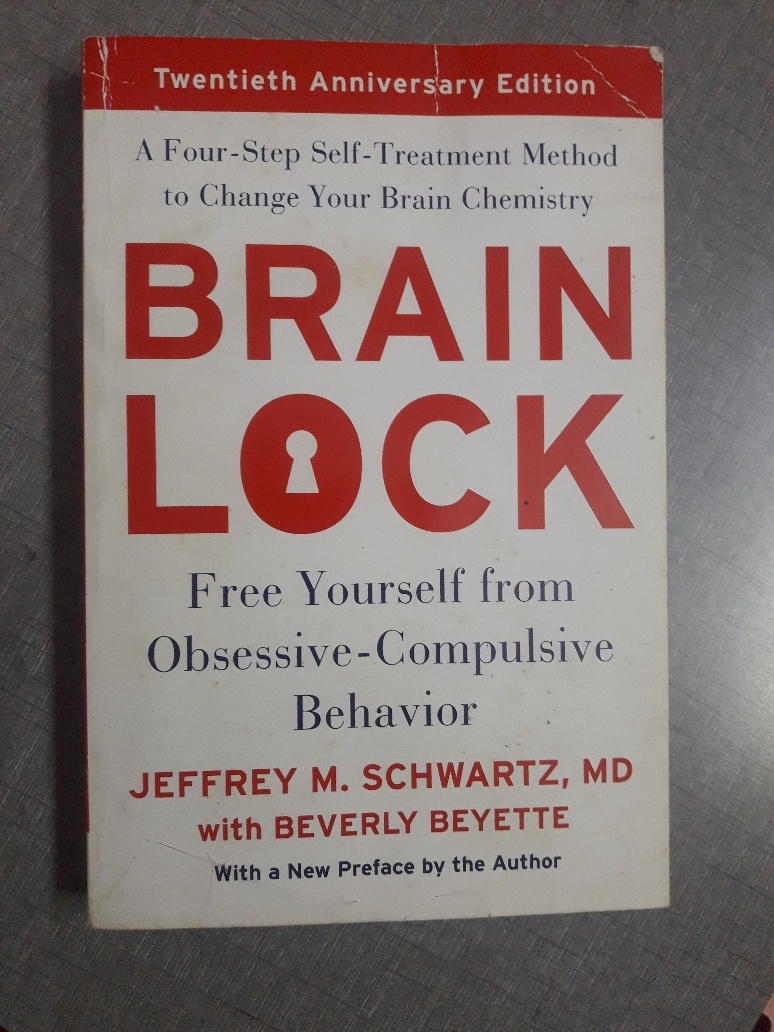 Twentieth Anniversary Edition
A Four-Step Self-Treatment Method
to Change Your Brain Chemistry
BRAIN
LOCK
Free Yourself from
Obsessive-Compulsive
Behavior
JEFFREY M. SCHWARTZ, MD
with BEVERLY BEYETTE
With a New Preface by the Author